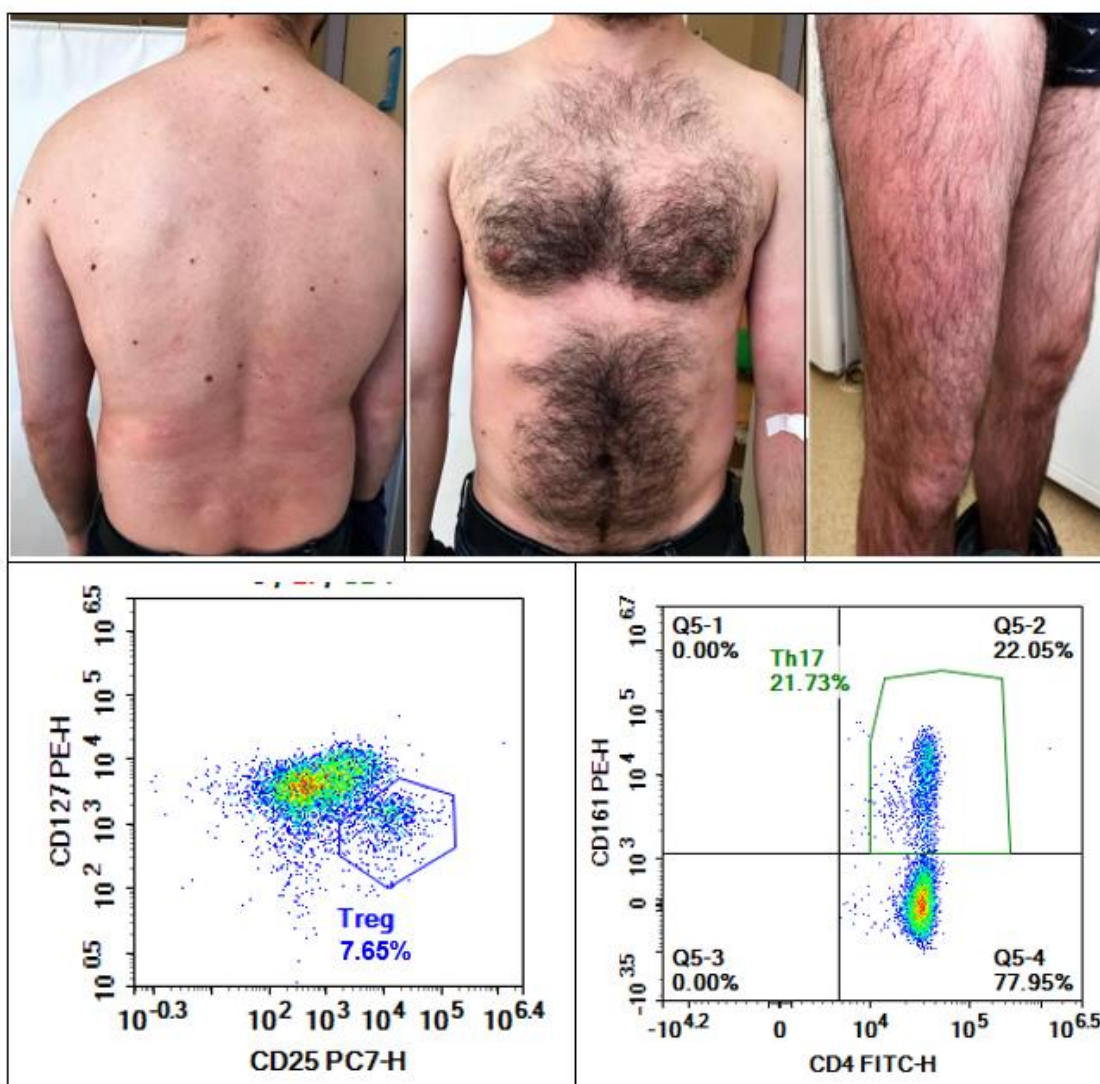 10^6.5
10^5
10^4
10^3
10^2
10^0.5
CD127 PE-H
Treg
7.65%
10^-0.3 10^2 10^3 10^4 10^5 10^6.4
CD25 PC7-H
Q5-1
0.00%
Q5-2
22.05%
Th17
21.73%
10^6.7
10^5
10^4
10^3
0
-10^3.5
CD161 PE-H
Q5-3
0.00%
Q5-4
77.95%
-10^4.2 0 10^4 10^5 10^6.5
CD4 FITC-H